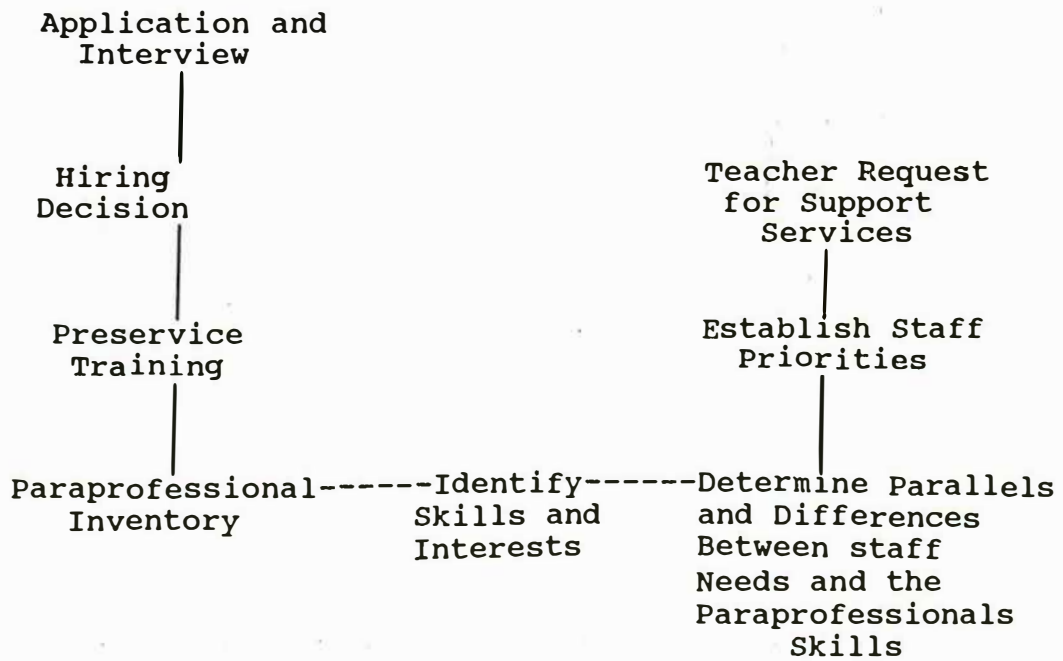 Application and
Interview
Hiring
Decision
Preservice
Training
Paraprofessional------Identify------Determine Parallels
Inventory
Skills and
Interests
and Differences
Between staff
Needs and the
Paraprofessionals
Skills
Teacher Request
for Support
Services
Establish Staff
Priorities